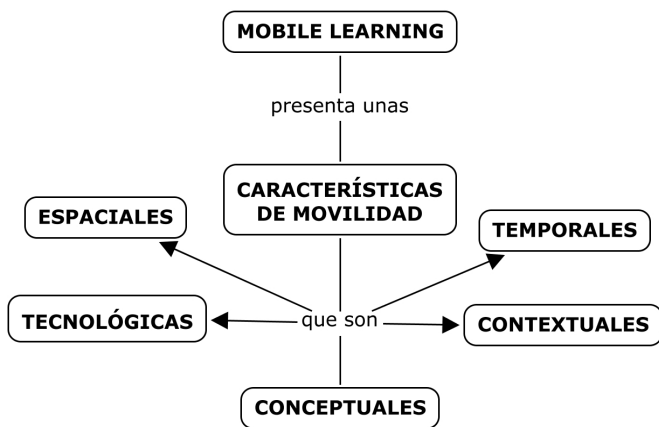 MOBILE LEARNING
presenta unas
CARACTERÍSTICAS
DE MOVILIDAD
ESPACIALES
TEMPORALES
TECNOLÓGICAS
que son
CONTEXTUALES
CONCEPTUALES